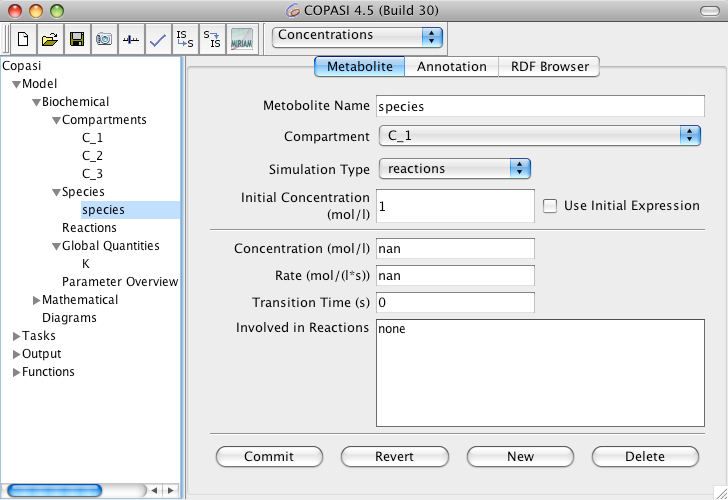 COPASI 4.5 (Build 30)
IS S→ MIRIAM Concentrations
→S IS
Copasi
Model
Biochemical
Compartments
C_1
C_2
C_3
Species
species
Reactions
Global Quantities
K
Parameter Overview
Mathematical
Diagrams
Tasks
Output
Functions
Metabolite Annotation RDF Browser
Metobolite Name species
Compartment C_1
Simulation Type reactions
Initial Concentration
(mol/l) 1 Use Initial Expression
Concentration (mol/l) nan
Rate (mol/(l*s)) nan
Transition Time (s) 0
Involved in Reactions none
Commit Revert New Delete